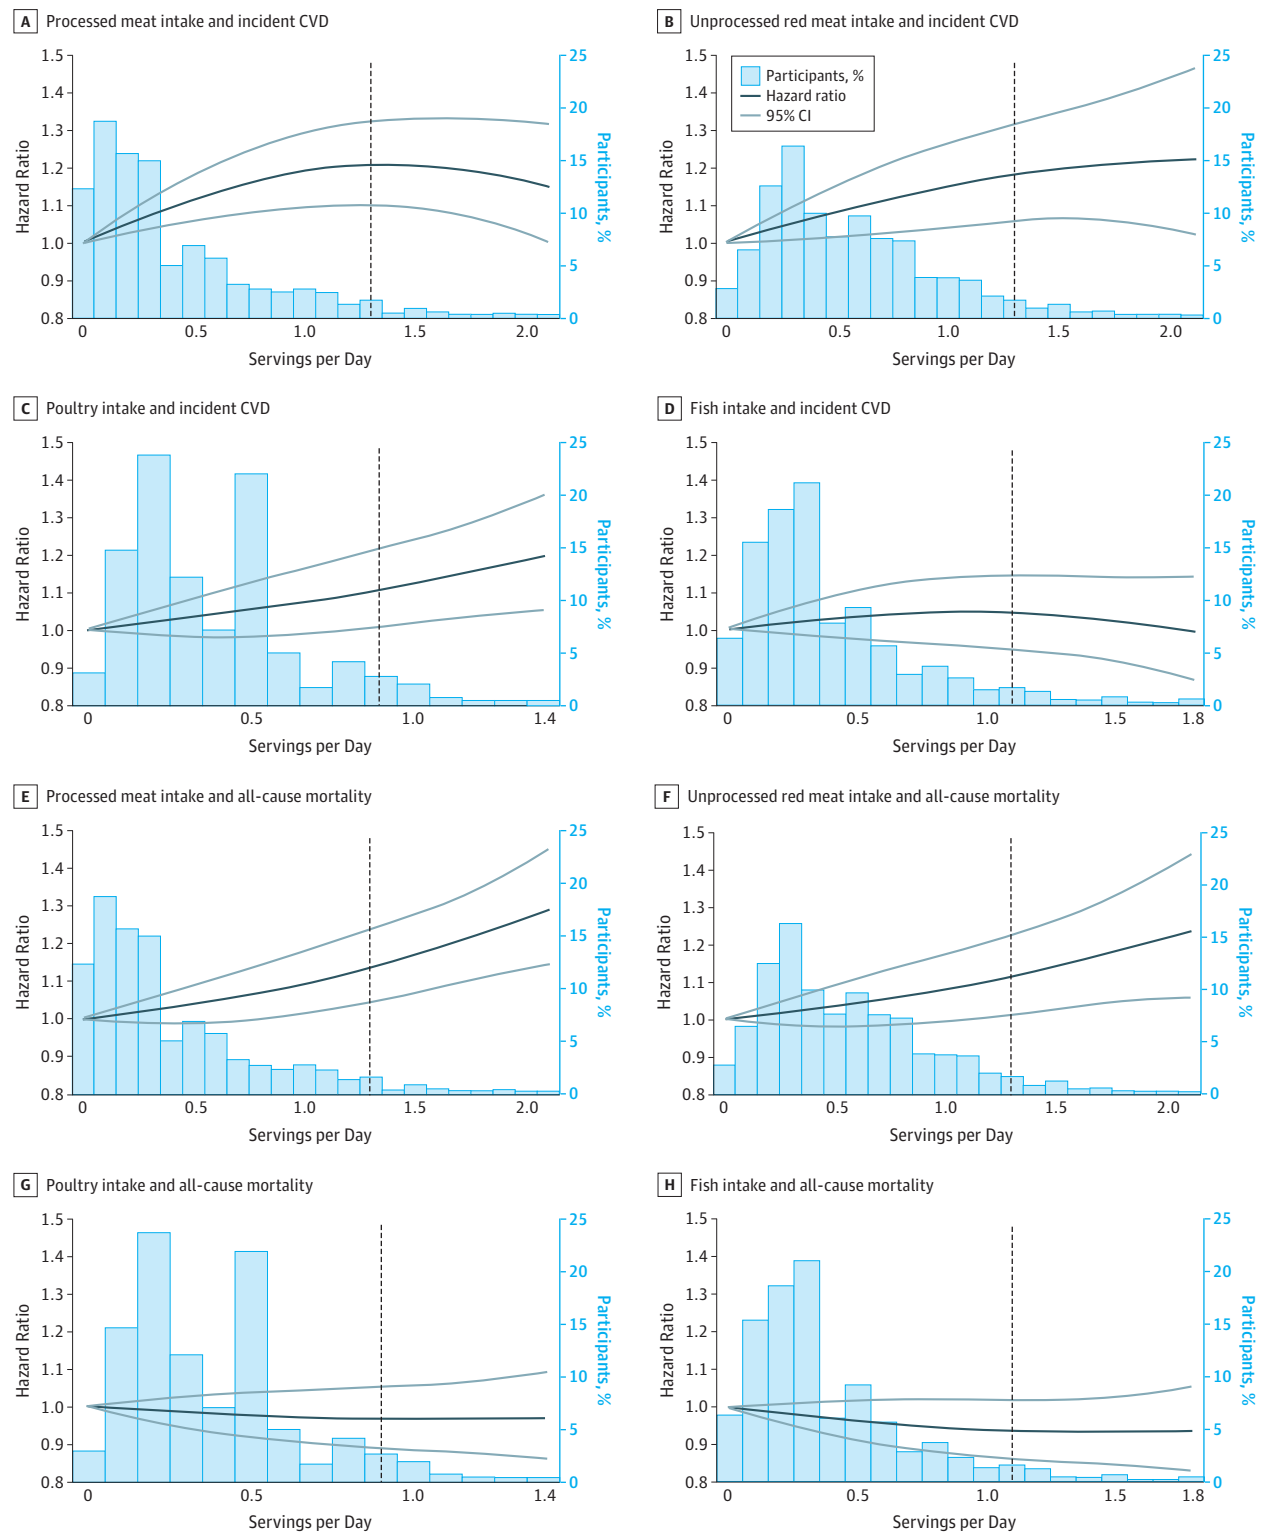 A Processed meat intake and incident CVD
1.5
1.4
1.3
1.2
1.1
1.0
0.9
0.8
Hazard Ratio
25
20
15
10
5
0
Participants, %
0 0.5 1.0 1.5 2.0
Servings per Day
B Unprocessed red meat intake and incident CVD
1.5
1.4
1.3
1.2
1.1
1.0
0.9
0.8
Hazard Ratio
Participants, %
Hazard ratio
95% CI
25
20
15
10
5
0
Participants, %
0 0.5 1.0 1.5 2.0
Servings per Day
C Poultry intake and incident CVD
1.5
1.4
1.3
1.2
1.1
1.0
0.9
0.8
Hazard Ratio
25
20
15
10
5
0
Participants, %
0 0.5 1.0 1.4
Servings per Day
D Fish intake and incident CVD
1.5
1.4
1.3
1.2
1.1
1.0
0.9
0.8
Hazard Ratio
25
20
15
10
5
0
Participants, %
0 0.5 1.0 1.5 1.8
Servings per Day
E Processed meat intake and all-cause mortality
1.5
1.4
1.3
1.2
1.1
1.0
0.9
0.8
Hazard Ratio
25
20
15
10
5
0
Participants, %
0 0.5 1.0 1.5 2.0
Servings per Day
F Unprocessed red meat intake and all-cause mortality
1.5
1.4
1.3
1.2
1.1
1.0
0.9
0.8
Hazard Ratio
25
20
15
10
5
0
Participants, %
0 0.5 1.0 1.5 2.0
Servings per Day
G Poultry intake and all-cause mortality
1.5
1.4
1.3
1.2
1.1
1.0
0.9
0.8
Hazard Ratio
25
20
15
10
5
0
Participants, %
0 0.5 1.0 1.4
Servings per Day
H Fish intake and all-cause mortality
1.5
1.4
1.3
1.2
1.1
1.0
0.9
0.8
Hazard Ratio
25
20
15
10
5
0
Participants, %
0 0.5 1.0 1.5 1.8
Servings per Day